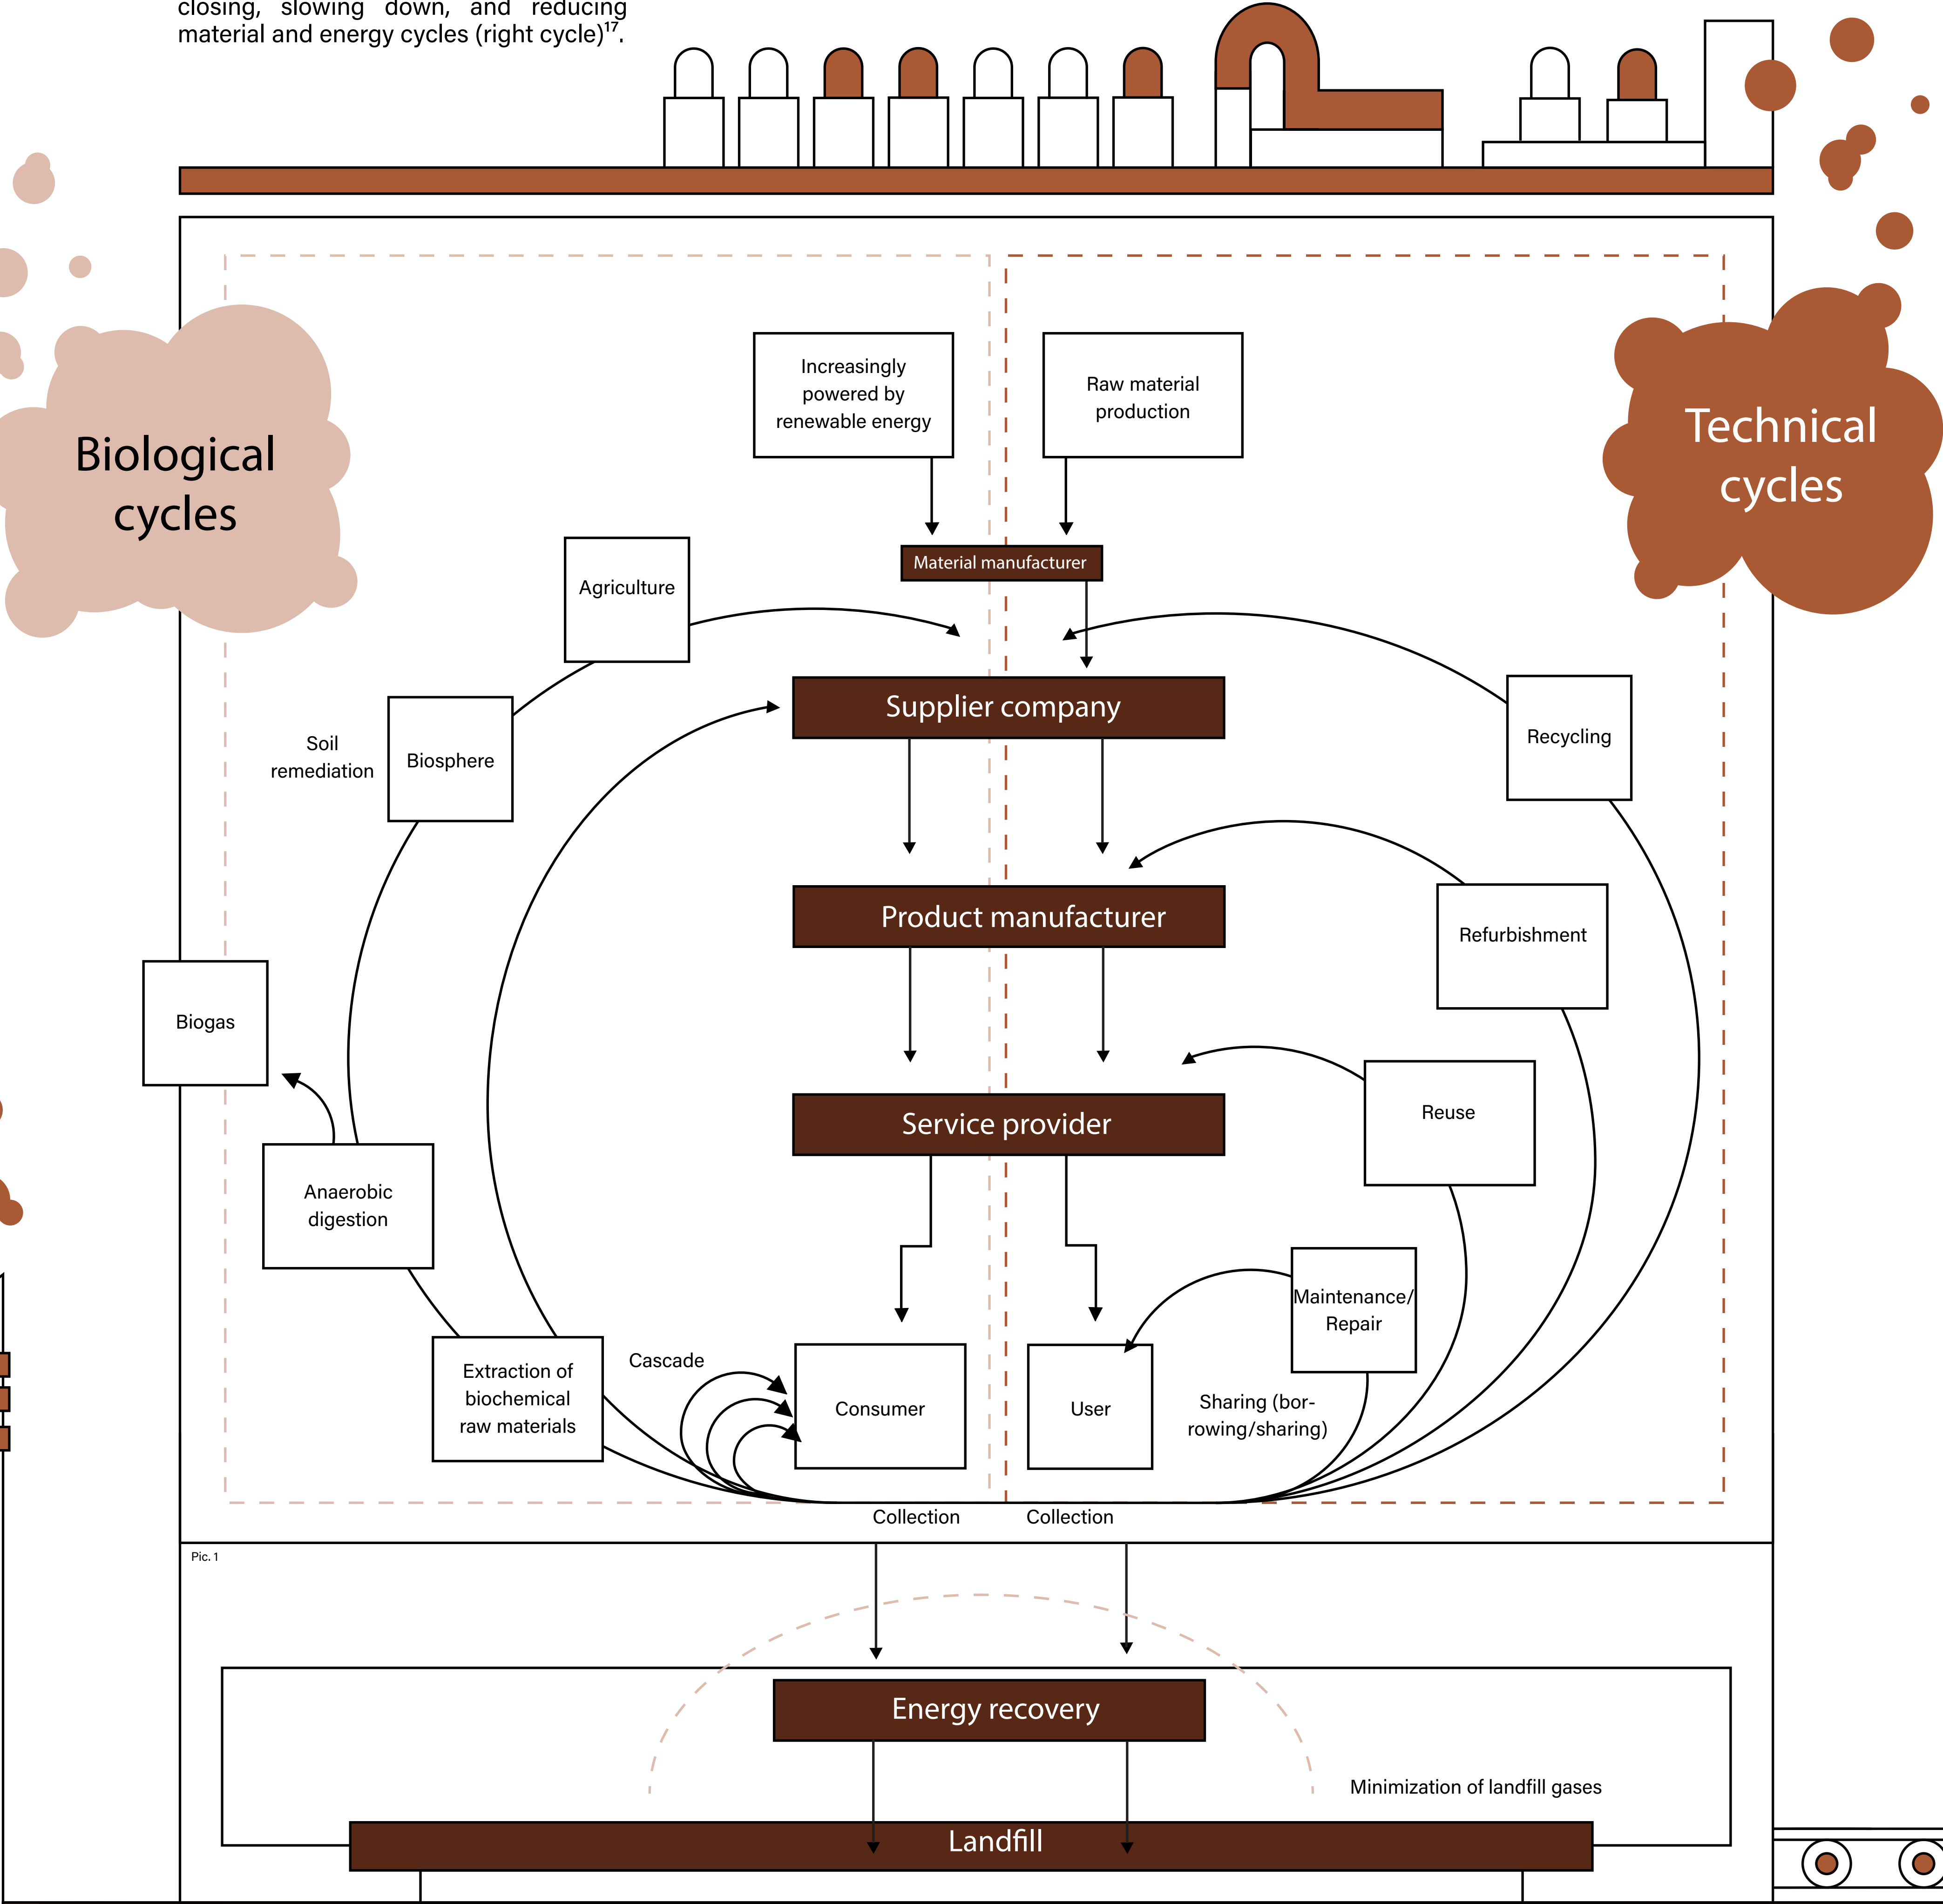 closing, slowing down, and reducing
material and energy cycles (right cycle)¹⁷.
Biological
cycles
Technical
cycles
Increasingly
powered by
renewable energy
Raw material
production
Material manufacturer
Agriculture
Supplier company
Recycling
Soil
remediation
Biosphere
Product manufacturer
Refurbishment
Biogas
Service provider
Reuse
Anaerobic
digestion
Maintenance/
Repair
Extraction of
biochemical
raw materials
Cascade
Consumer
User
Sharing (bor-
rowing/sharing)
Collection
Collection
Pic. 1
Energy recovery
Minimization of landfill gases
Landfill